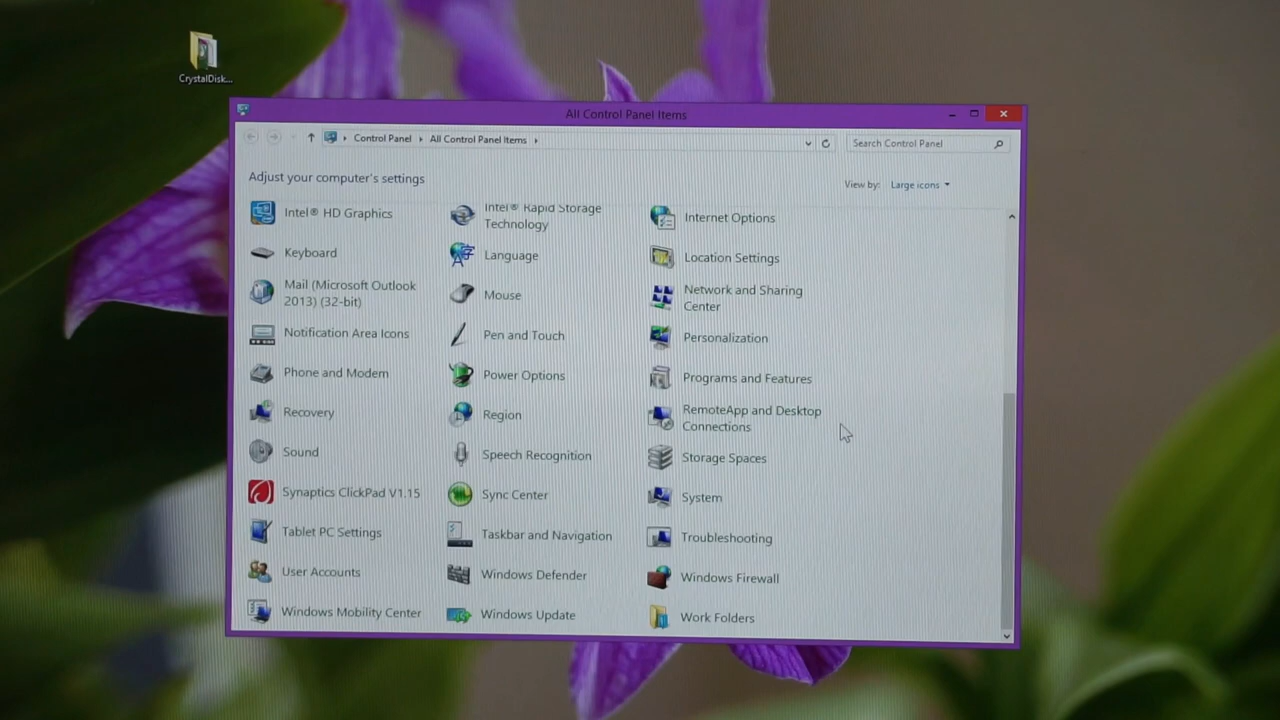 CrystalDisk...
All Control Panel Items
Control Panel
All Control Panel Items
Search Control Panel
Adjust your computer's settings
View by:
Large icons
Intel® HD Graphics
Intel® Rapid Storage
Technology
Internet Options
Keyboard
Language
Location Settings
Mail (Microsoft Outlook
2013) (32-bit)
Mouse
Network and Sharing
Center
Notification Area Icons
Pen and Touch
Personalization
Phone and Modem
Power Options
Programs and Features
Recovery
Region
RemoteApp and Desktop
Connections
Sound
Speech Recognition
Storage Spaces
Synaptics ClickPad V1.15
Sync Center
System
Tablet PC Settings
Taskbar and Navigation
Troubleshooting
User Accounts
Windows Defender
Windows Firewall
Windows Mobility Center
Windows Update
Work Folders